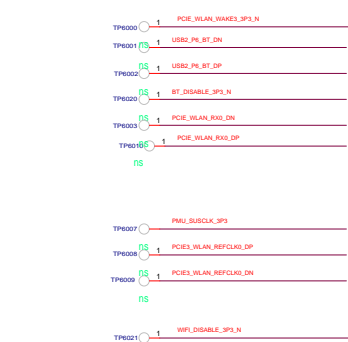 PCIE_WLAN_WAKE3_3P3_N
TP6000 1
USB2_P6_BT_DN
TP6001 ns 1
USB2_P6_BT_DP
ns
TP6002 1
BT_DISABLE_3P3_N
ns
TP6020 1
PCIE_WLAN_RX0_DN
ns
TP6003 1
PCIE_WLAN_RX0_DP
ns 1
TP6010
ns
PMU_SUSCLK_3P3
TP6007
PCIE3_WLAN_REFCLK0_DP
ns 1
TP6008
PCIE3_WLAN_REFCLK0_DN
ns 1
TP6009
ns
WIFI_DISABLE_3P3_N
TP6021 1